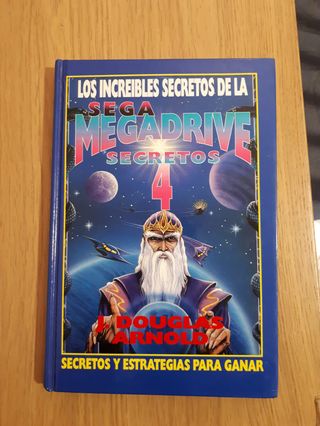 LOS INCREIBLES SECRETOS DE LA
SEGA
MEGADRIVE
SECRETOS
4
J. DOUGLAS
ARNOLD
SECRETOS Y ESTRATEGIAS PARA GANAR